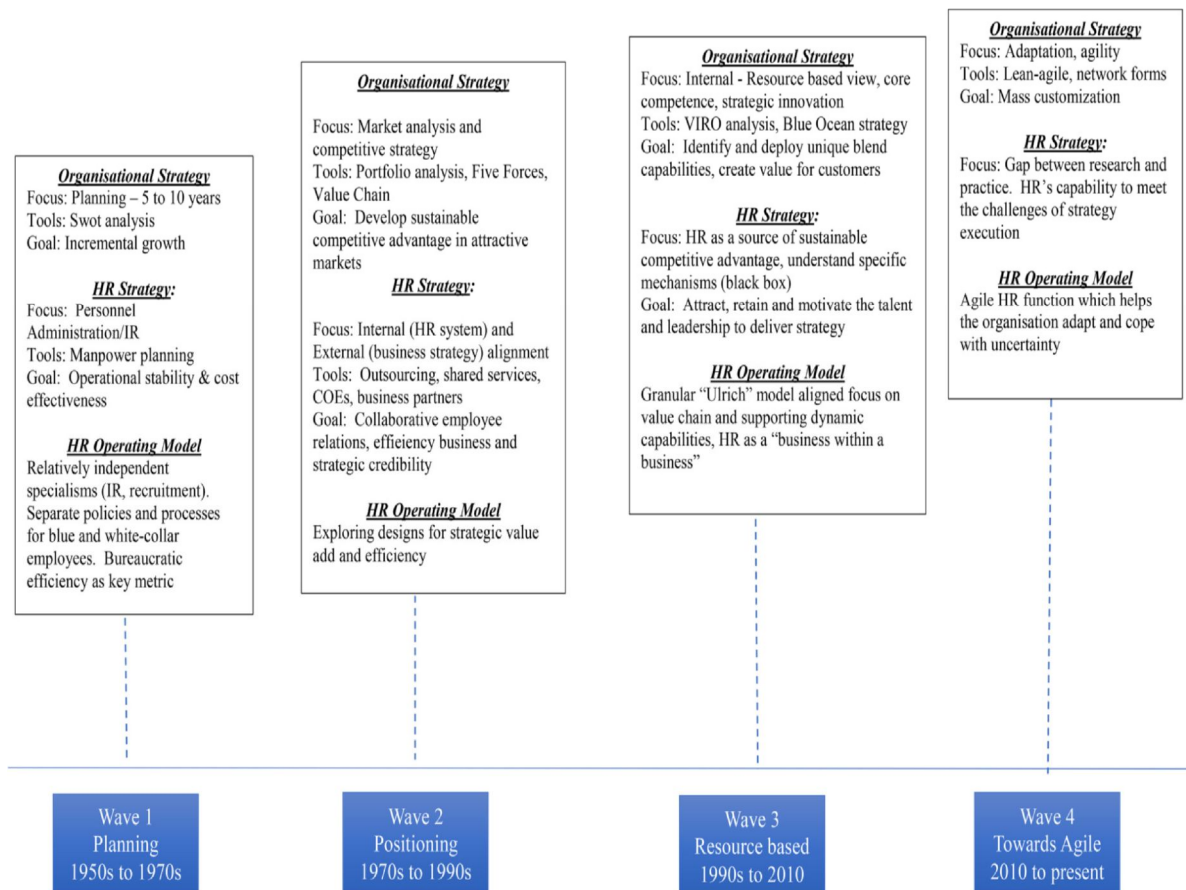 Organisational Strategy
Focus: Planning – 5 to 10 years
Tools: Swot analysis
Goal: Incremental growth
HR Strategy:
Focus: Personnel
Administration/IR
Tools: Manpower planning
Goal: Operational stability & cost
effectiveness
HR Operating Model
Relatively independent
specialisms (IR, recruitment).
Separate policies and processes
for blue and white-collar
employees. Bureaucratic
efficiency as key metric
Organisational Strategy
Focus: Market analysis and
competitive strategy
Tools: Portfolio analysis, Five Forces,
Value Chain
Goal: Develop sustainable
competitive advantage in attractive
markets
HR Strategy:
Focus: Internal (HR system) and
External (business strategy) alignment
Tools: Outsourcing, shared services,
COEs, business partners
Goal: Collaborative employee
relations, effieiency business and
strategic credibility
HR Operating Model
Exploring designs for strategic value
add and efficiency
Organisational Strategy
Focus: Internal - Resource based view, core
competence, strategic innovation
Tools: VIRO analysis, Blue Ocean strategy
Goal: Identify and deploy unique blend
capabilities, create value for customers
HR Strategy:
Focus: HR as a source of sustainable
competitive advantage, understand specific
mechanisms (black box)
Goal: Attract, retain and motivate the talent
and leadership to deliver strategy
HR Operating Model
Granular “Ulrich” model aligned focus on
value chain and supporting dynamic
capabilities, HR as a “business within a
business”
Organisational Strategy
Focus: Adaptation, agility
Tools: Lean-agile, network forms
Goal: Mass customization
HR Strategy:
Focus: Gap between research and
practice. HR’s capability to meet
the challenges of strategy
execution
HR Operating Model
Agile HR function which helps
the organisation adapt and cope
with uncertainty
Wave 1
Planning
1950s to 1970s
Wave 2
Positioning
1970s to 1990s
Wave 3
Resource based
1990s to 2010
Wave 4
Towards Agile
2010 to present